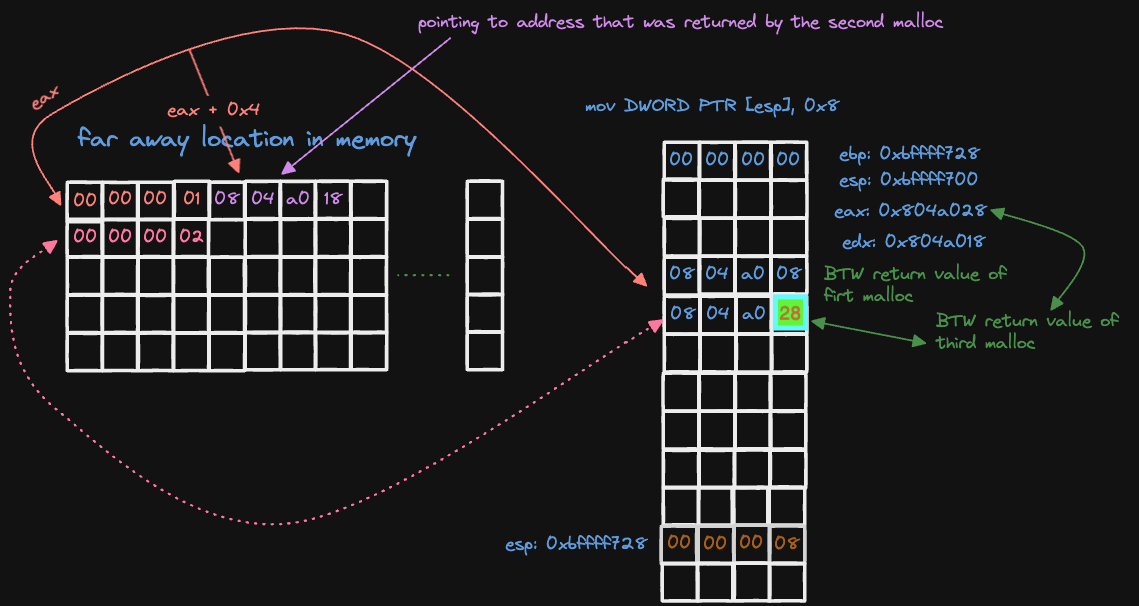 pointing to address that was returned by the second malloc
eax
eax + 0x4
far away location in memory
00 00 00 01 08 04 a0 18
00 00 00 02
mov DWORD PTR [esp], 0x8
00 00 00 00
ebp: 0xbffff728
esp: 0xbffff700
eax: 0x804a028
edx: 0x804a018
08 04 a0 08
BTW return value of
firt malloc
08 04 a0 28
BTW return value of
third malloc
esp: 0xbffff728
00 00 00 08